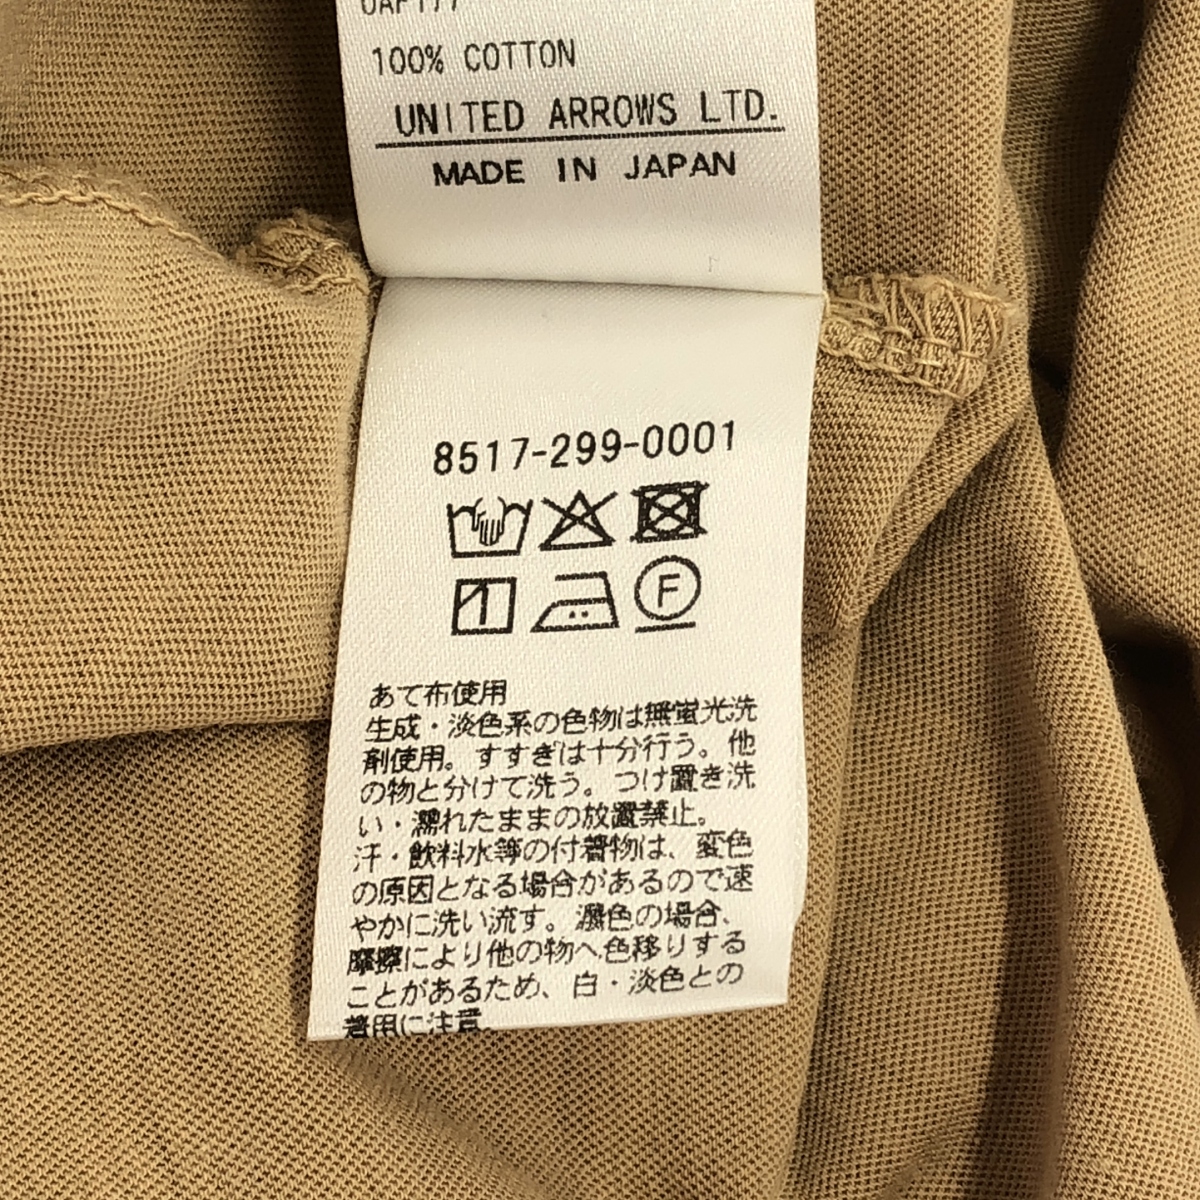 100% COTTON
UNITED ARROWS LTD.
MADE IN JAPAN
8517-299-0001
F
あて布使用
生成・淡色系の色物は無蛍光洗
剤使用。すすぎは十分行う。他
の物と分けて洗う。つけ置き洗
い・濡れたままの放置禁止。
汗・飲料水等の付着物は、変色
の原因となる場合があるので速
やかに洗い流す。濃色の場合、
摩擦により他の物へ色移りする
ことがあるため、白・淡色との
着用に注意。